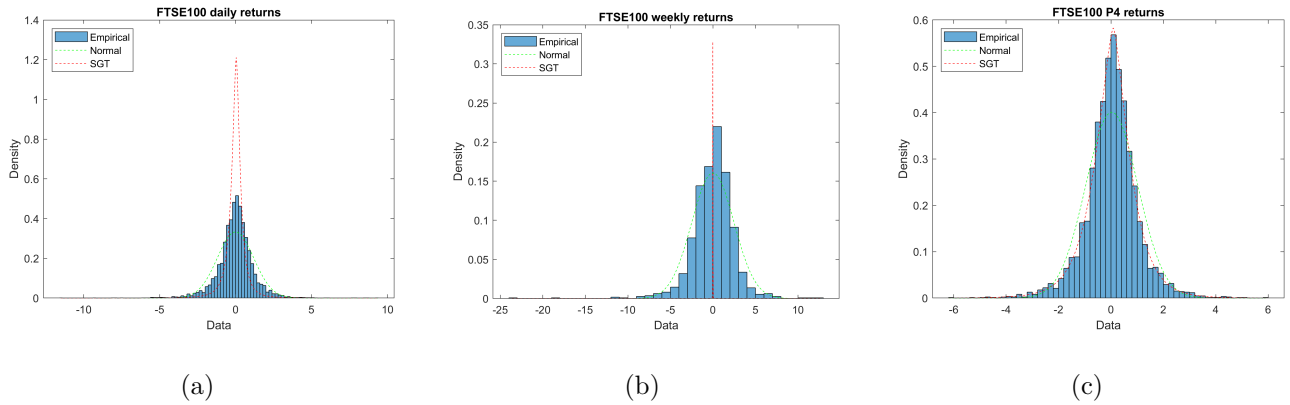 FTSE100 daily returns
1.4
1.2
1
0.8
0.6
0.4
0.2
0
Density
-10
-5
0
5
10
Data
Empirical
Normal
SGT
(a)
FTSE100 weekly returns
0.35
0.3
0.25
0.2
0.15
0.1
0.05
0
Density
-25
-20
-15
-10
-5
0
5
10
Data
Empirical
Normal
SGT
(b)
FTSE100 P4 returns
0.6
0.5
0.4
0.3
0.2
0.1
0
Density
-6
-4
-2
0
2
4
6
Data
Empirical
Normal
SGT
(c)